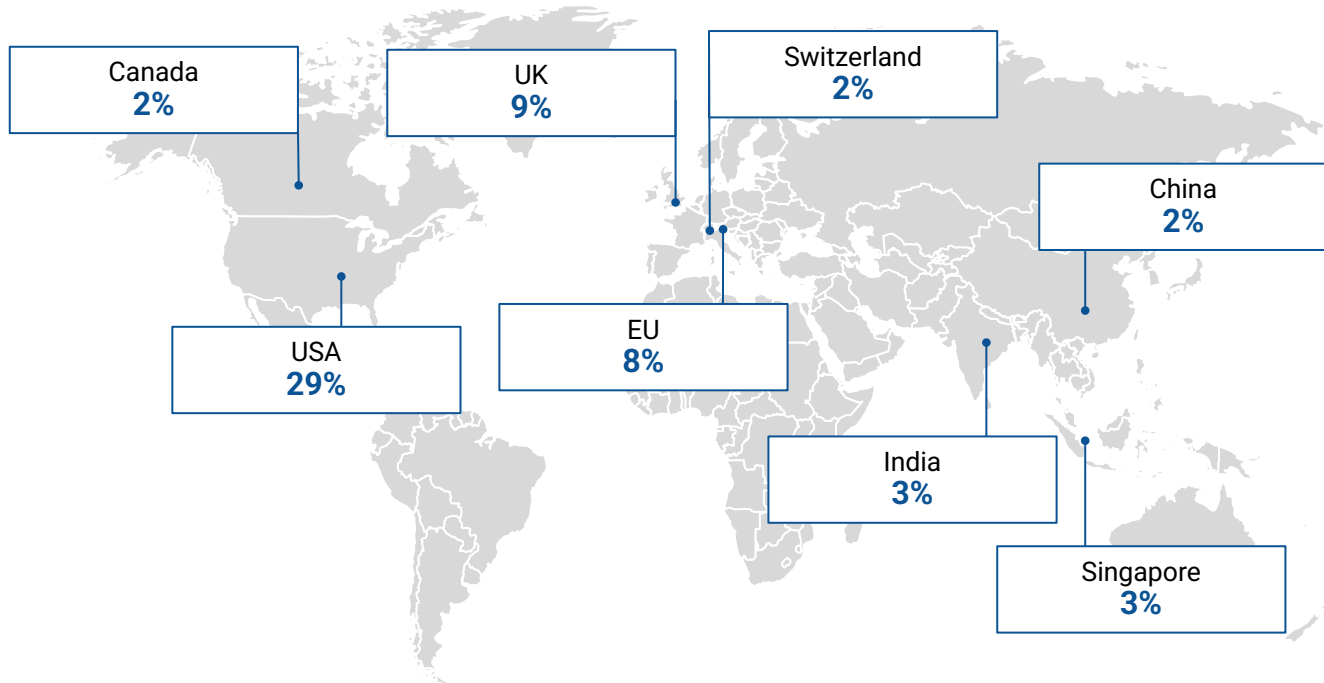 Canada
2%
UK
9%
Switzerland
2%
China
2%
USA
29%
EU
8%
India
3%
Singapore
3%